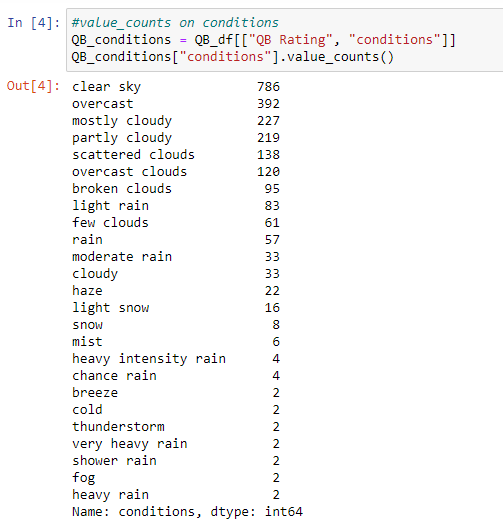 In [4]: #value_counts on conditions
QB_conditions = QB_df[["QB Rating", "conditions"]]
QB_conditions["conditions"].value_counts()
Out[4]: clear sky 786
overcast 392
mostly cloudy 227
partly cloudy 219
scattered clouds 138
overcast clouds 120
broken clouds 95
light rain 83
few clouds 61
rain 57
moderate rain 33
cloudy 33
haze 22
light snow 16
snow 8
mist 6
heavy intensity rain 4
chance rain 4
breeze 2
cold 2
thunderstorm 2
very heavy rain 2
shower rain 2
fog 2
heavy rain 2
Name: conditions, dtype: int64